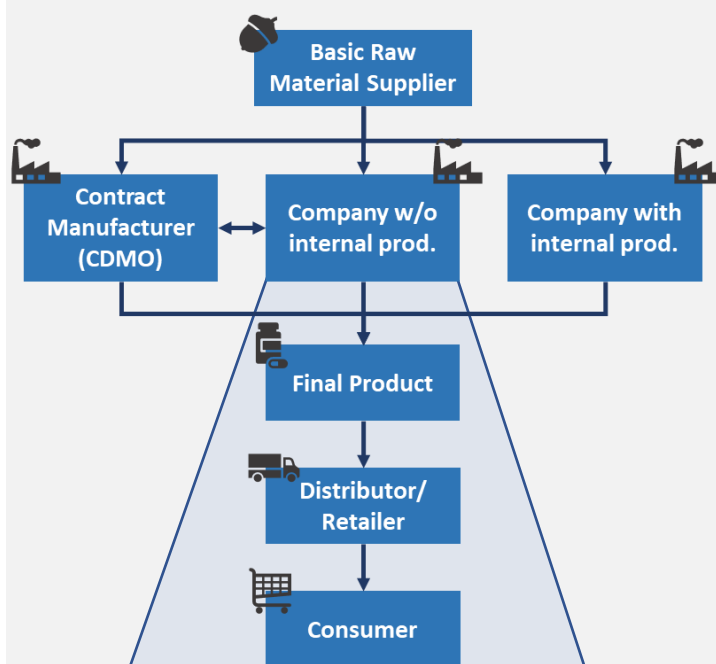 Basic Raw
Material Supplier
Contract
Manufacturer
(CDMO)
Company w/o
internal prod.
Company with
internal prod.
Final Product
Distributor/
Retailer
Consumer